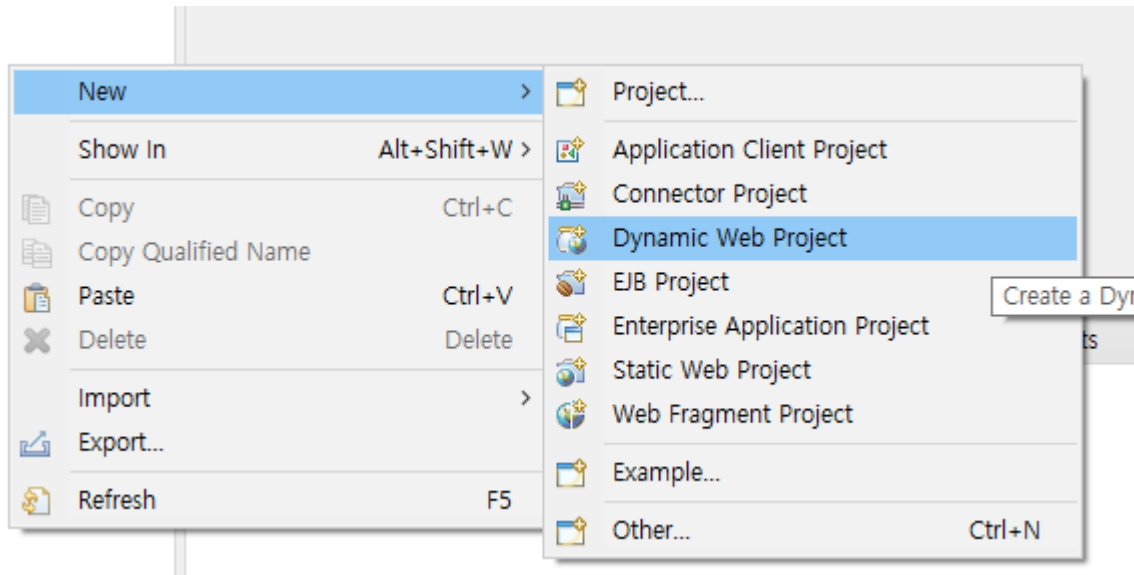 New >
Show In Alt+Shift+W >
Copy Ctrl+C
Copy Qualified Name
Paste Ctrl+V
Delete Delete
Import >
Export...
Refresh F5
Project...
Application Client Project
Connector Project
Dynamic Web Project
EJB Project
Enterprise Application Project
Static Web Project
Web Fragment Project
Example...
Other... Ctrl+N
Create a